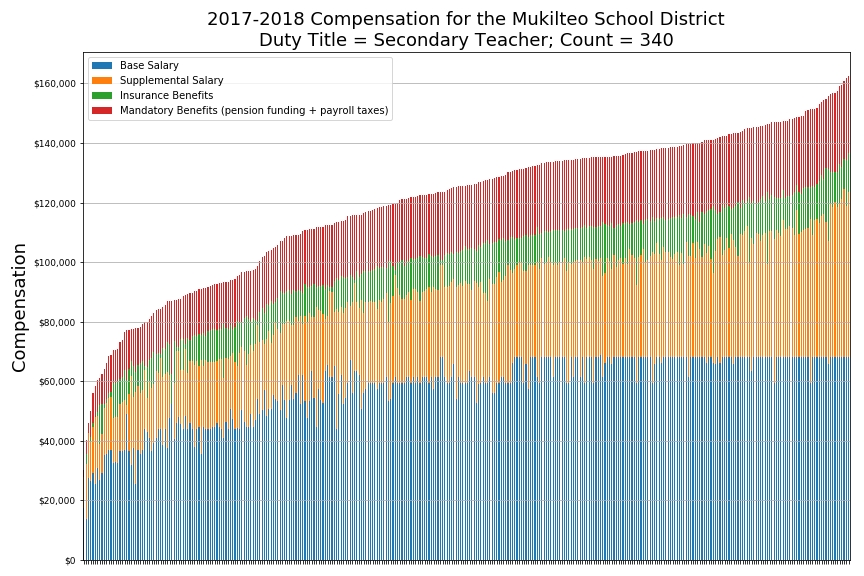 2017-2018 Compensation for the Mukilteo School District
Duty Title = Secondary Teacher; Count = 340
Base Salary
Supplemental Salary
Insurance Benefits
Mandatory Benefits (pension funding + payroll taxes)
$160,000
$140,000
$120,000
$100,000
$80,000
$60,000
$40,000
$20,000
$0
Compensation